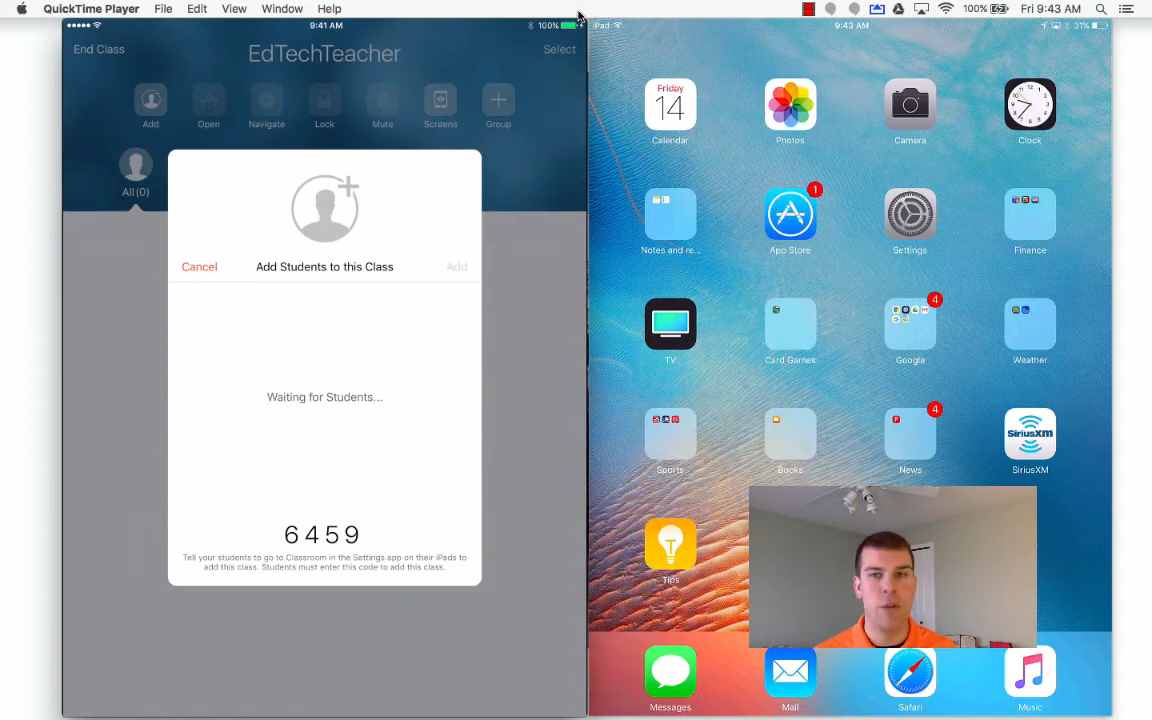 QuickTime Player File Edit View Window Help 100% Fri 9:43 AM
9:41 AM 100%
iPad 9:43 AM 31%
End Class EdTechTeacher Select
Add Open Navigate Lock Mute Screens Group
All (0)
Cancel Add Students to this Class Add
Waiting for Students...
6459
Tell your students to go to Classroom in the Settings app on their iPads to
add this class. Students must enter this code to add this class.
Friday
14
Calendar Photos Camera Clock
1
Notes and re... App Store Settings Finance
4
TV Card Games Google Weather
4
SiriusXM
Sports Books News SiriusXM
Tips
Messages Mail Safari Music